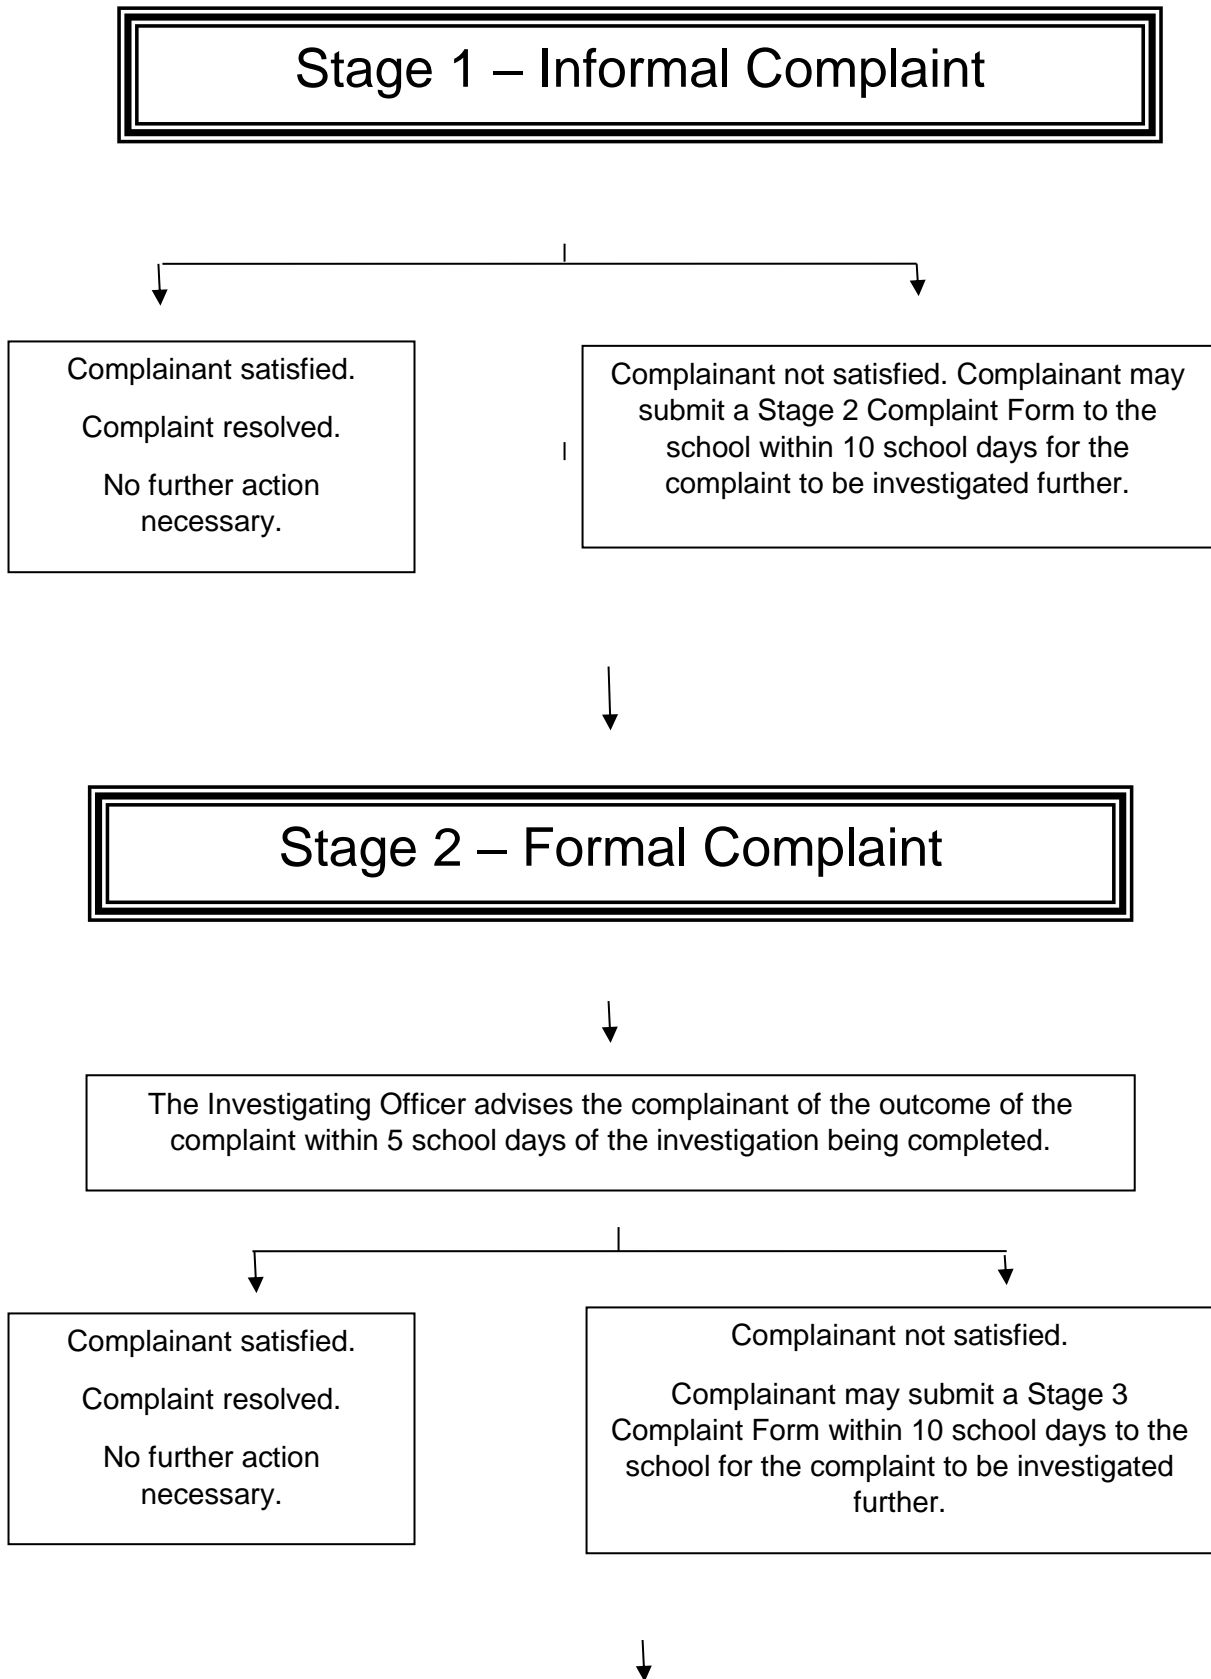 Stage 1 – Informal Complaint
Complainant satisfied.
Complaint resolved.
No further action
necessary.
Complainant not satisfied. Complainant may
submit a Stage 2 Complaint Form to the
school within 10 school days for the
complaint to be investigated further.
Stage 2 – Formal Complaint
The Investigating Officer advises the complainant of the outcome of the
complaint within 5 school days of the investigation being completed.
Complainant satisfied.
Complaint resolved.
No further action
necessary.
Complainant not satisfied.
Complainant may submit a Stage 3
Complaint Form within 10 school days to the
school for the complaint to be investigated
further.